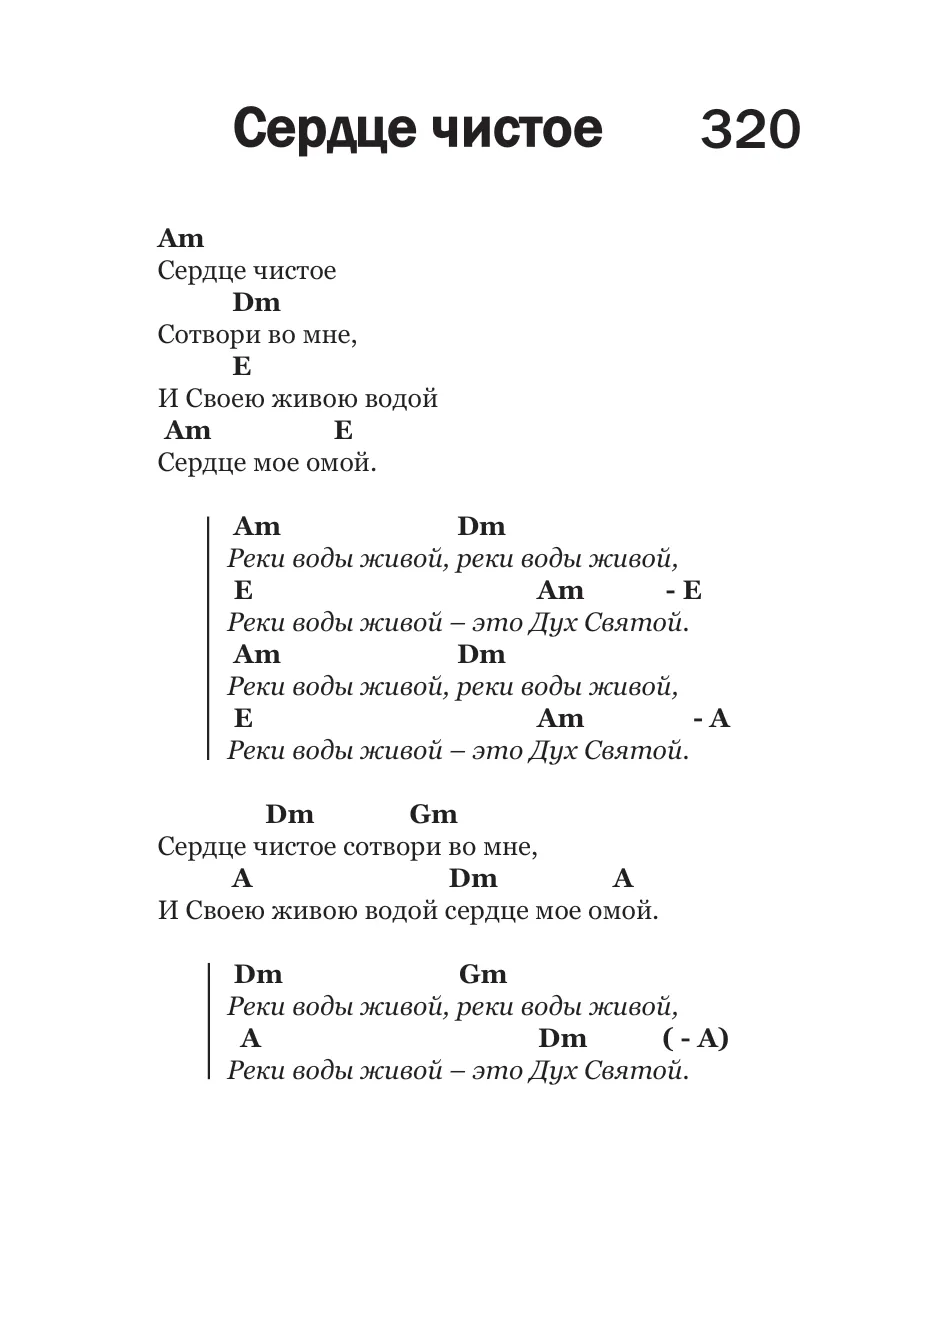 Сердце чистое 320
Am
Сердце чистое
Dm
Сотвори во мне,
E
И Своею живою водой
Am E
Сердце мое омой.
Am Dm
Реки воды живой, реки воды живой,
E Am - E
Реки воды живой – это Дух Святой.
Am Dm
Реки воды живой, реки воды живой,
E Am - A
Реки воды живой – это Дух Святой.
Dm Gm
Сердце чистое сотвори во мне,
A Dm A
И Своею живою водой сердце мое омой.
Dm Gm
Реки воды живой, реки воды живой,
A Dm ( - A)
Реки воды живой – это Дух Святой.